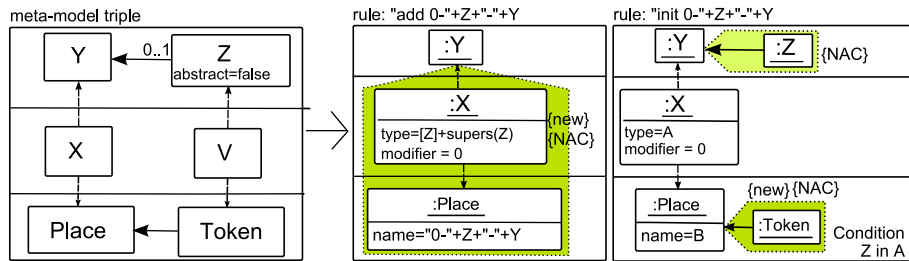 meta-model triple
Y
0..1
Z
abstract=false
X
V
Place
Token
rule: "add 0-"+Z+"-"+Y
:Y
:X
type=[Z]+supers(Z)
modifier = 0
{new}
{NAC}
:Place
name="0-"+Z+"-"+Y
rule: "init 0-"+Z+"-"+Y
:Y
:Z
{NAC}
:X
type=A
modifier = 0
{new} {NAC}
:Place
name=B
:Token
Condition
Z in A